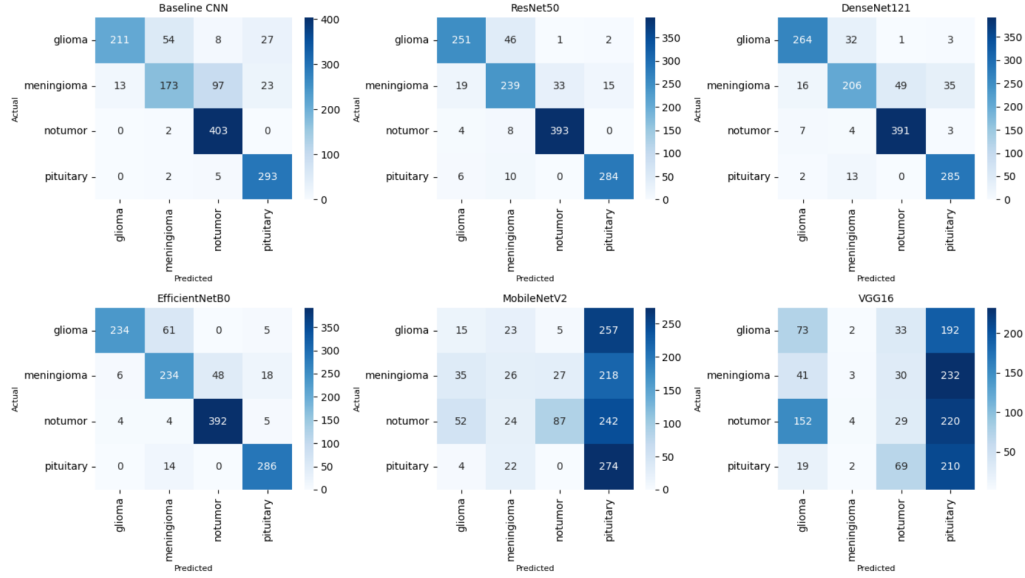 Baseline CNN
Actual
glioma
meningioma
notumor
pituitary
211 54 8 27
13 173 97 23
0 2 403 0
0 2 5 293
glioma meningioma notumor pituitary
Predicted
400
300
200
100
0
ResNet50
Actual
glioma
meningioma
notumor
pituitary
251 46 1 2
19 239 33 15
4 8 393 0
6 10 0 284
glioma meningioma notumor pituitary
Predicted
350
300
250
200
150
100
50
0
DenseNet121
Actual
glioma
meningioma
notumor
pituitary
264 32 1 3
16 206 49 35
7 4 391 3
2 13 0 285
glioma meningioma notumor pituitary
Predicted
350
300
250
200
150
100
50
0
EfficientNetB0
Actual
glioma
meningioma
notumor
pituitary
234 61 0 5
6 234 48 18
4 4 392 5
0 14 0 286
glioma meningioma notumor pituitary
Predicted
350
300
250
200
150
100
50
0
MobileNetV2
Actual
glioma
meningioma
notumor
pituitary
15 23 5 257
35 26 27 218
52 24 87 242
4 22 0 274
glioma meningioma notumor pituitary
Predicted
250
200
150
100
50
0
VGG16
Actual
glioma
meningioma
notumor
pituitary
73 2 33 192
41 3 30 232
152 4 29 220
19 2 69 210
glioma meningioma notumor pituitary
Predicted
200
150
100
50